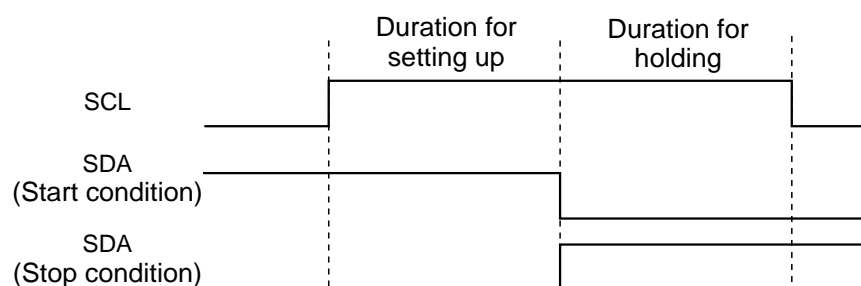 Duration for
setting up
Duration for
holding
SCL
SDA
(Start condition)
SDA
(Stop condition)